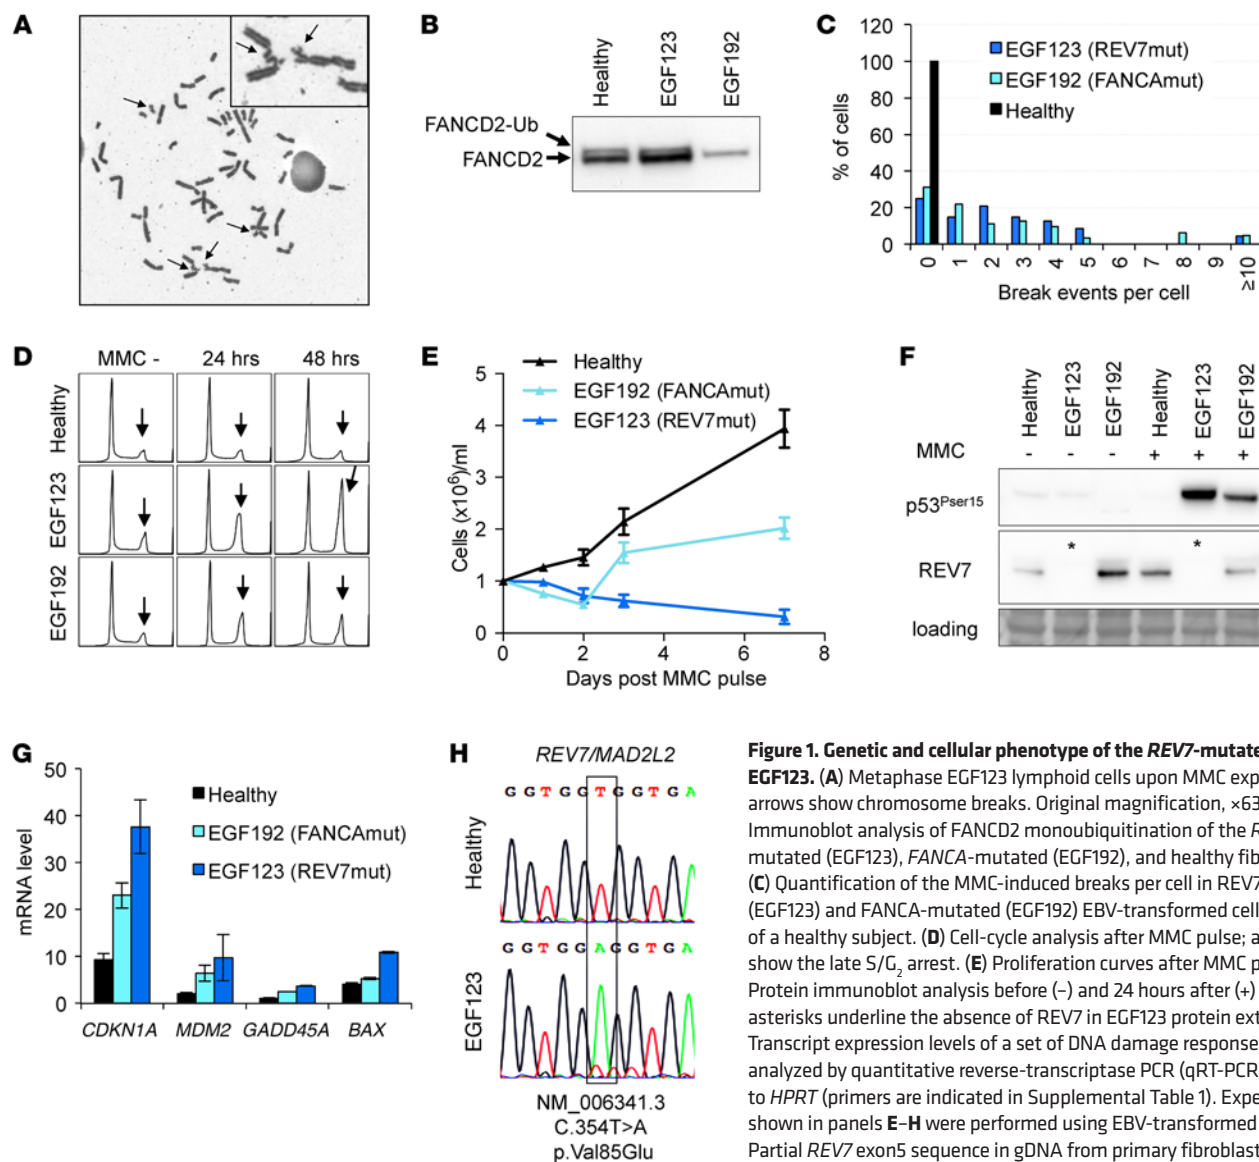 A
B
Healthy
EGF123
EGF192
FANCD2-Ub
FANCD2
C
120
100
80
60
40
20
0
% of cells
EGF123 (REV7mut)
EGF192 (FANCAmut)
Healthy
0 1 2 3 4 5 6 7 8 9 ≥10
Break events per cell
D
MMC - 24 hrs 48 hrs
Healthy
EGF123
EGF192
E
Healthy
EGF192 (FANCAmut)
EGF123 (REV7mut)
5
4
3
2
1
0
Cells (x10⁶)/ml
0 2 4 6 8
Days post MMC pulse
F
Healthy
EGF123
EGF192
Healthy
EGF123
EGF192
MMC - - - + + +
p53Pser15
* *
REV7
loading
G
50
40
30
20
10
0
mRNA level
Healthy
EGF192 (FANCAmut)
EGF123 (REV7mut)
CDKN1A MDM2 GADD45A BAX
H
REV7/MAD2L2
Healthy
G G T G G T G G T G A
EGF123
G G T G G A G G T G A
NM_006341.3
C.354T>A
p.Val85Glu
Figure 1. Genetic and cellular phenotype of the REV7-mutate
EGF123. (A) Metaphase EGF123 lymphoid cells upon MMC exp
arrows show chromosome breaks. Original magnification, ×63
Immunoblot analysis of FANCD2 monoubiquitination of the R
mutated (EGF123), FANCA-mutated (EGF192), and healthy fib
(C) Quantification of the MMC-induced breaks per cell in REV7
(EGF123) and FANCA-mutated (EGF192) EBV-transformed cell
of a healthy subject. (D) Cell-cycle analysis after MMC pulse; a
show the late S/G₂ arrest. (E) Proliferation curves after MMC p
Protein immunoblot analysis before (–) and 24 hours after (+)
asterisks underline the absence of REV7 in EGF123 protein ext
Transcript expression levels of a set of DNA damage response
analyzed by quantitative reverse-transcriptase PCR (qRT-PCR
to HPRT (primers are indicated in Supplemental Table 1). Expe
shown in panels E–H were performed using EBV-transformed
Partial REV7 exon5 sequence in gDNA from primary fibroblast